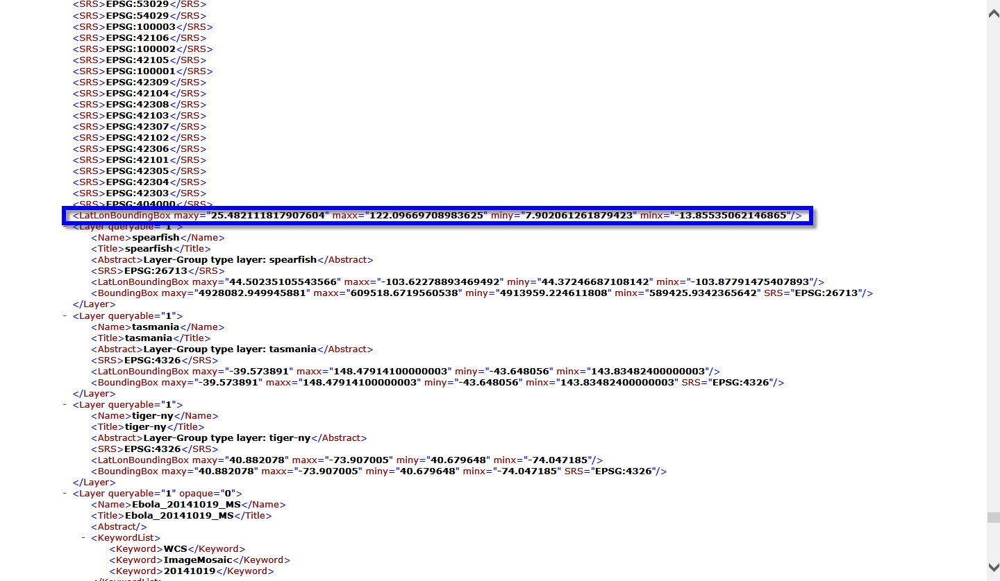 <SRS>EPSG:53029</SRS>
<SRS>EPSG:54029</SRS>
<SRS>EPSG:100003</SRS>
<SRS>EPSG:42106</SRS>
<SRS>EPSG:100002</SRS>
<SRS>EPSG:42105</SRS>
<SRS>EPSG:100001</SRS>
<SRS>EPSG:42309</SRS>
<SRS>EPSG:42104</SRS>
<SRS>EPSG:42308</SRS>
<SRS>EPSG:42103</SRS>
<SRS>EPSG:42307</SRS>
<SRS>EPSG:42102</SRS>
<SRS>EPSG:42306</SRS>
<SRS>EPSG:42101</SRS>
<SRS>EPSG:42305</SRS>
<SRS>EPSG:42304</SRS>
<SRS>EPSG:42303</SRS>
<SRS>EPSG:404000</SRS>
<LatLonBoundingBox maxy="25.482111817907604" maxx="122.09669708983625" miny="7.902061261879423" minx="-13.85535062146865"/>
- <Layer queryable="1">
<Name>spearfish</Name>
<Title>spearfish</Title>
<Abstract>Layer-Group type layer: spearfish</Abstract>
<SRS>EPSG:26713</SRS>
<LatLonBoundingBox maxy="44.50235105543566" maxx="-103.62278893469492" miny="44.37246687108142" minx="-103.87791475407893"/>
<BoundingBox maxy="4928082.949945881" maxx="609518.6719560538" miny="4913959.224611808" minx="589425.9342365642" SRS="EPSG:26713"/>
</Layer>
- <Layer queryable="1">
<Name>tasmania</Name>
<Title>tasmania</Title>
<Abstract>Layer-Group type layer: tasmania</Abstract>
<SRS>EPSG:4326</SRS>
<LatLonBoundingBox maxy="-39.573891" maxx="148.47914100000003" miny="-43.648056" minx="143.83482400000003"/>
<BoundingBox maxy="-39.573891" maxx="148.47914100000003" miny="-43.648056" minx="143.83482400000003" SRS="EPSG:4326"/>
</Layer>
- <Layer queryable="1">
<Name>tiger-ny</Name>
<Title>tiger-ny</Title>
<Abstract>Layer-Group type layer: tiger-ny</Abstract>
<SRS>EPSG:4326</SRS>
<LatLonBoundingBox maxy="40.882078" maxx="-73.907005" miny="40.679648" minx="-74.047185"/>
<BoundingBox maxy="40.882078" maxx="-73.907005" miny="40.679648" minx="-74.047185" SRS="EPSG:4326"/>
</Layer>
- <Layer queryable="1" opaque="0">
<Name>Ebola_20141019_MS</Name>
<Title>Ebola_20141019_MS</Title>
<Abstract/>
- <KeywordList>
<Keyword>WCS</Keyword>
<Keyword>ImageMosaic</Keyword>
<Keyword>20141019</Keyword>
</KeywordList>